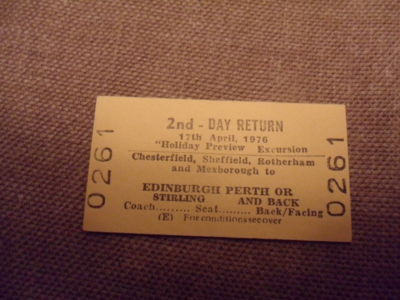 2nd - DAY RETURN
17th April, 1976
"Holiday Preview Excursion
Chesterfield, Sheffield, Rotherham
and Mexborough to
EDINBURGH PERTH OR
STIRLING AND BACK
Coach......... Seat......... Back/Facing
(E) For conditions see over
0261
0261